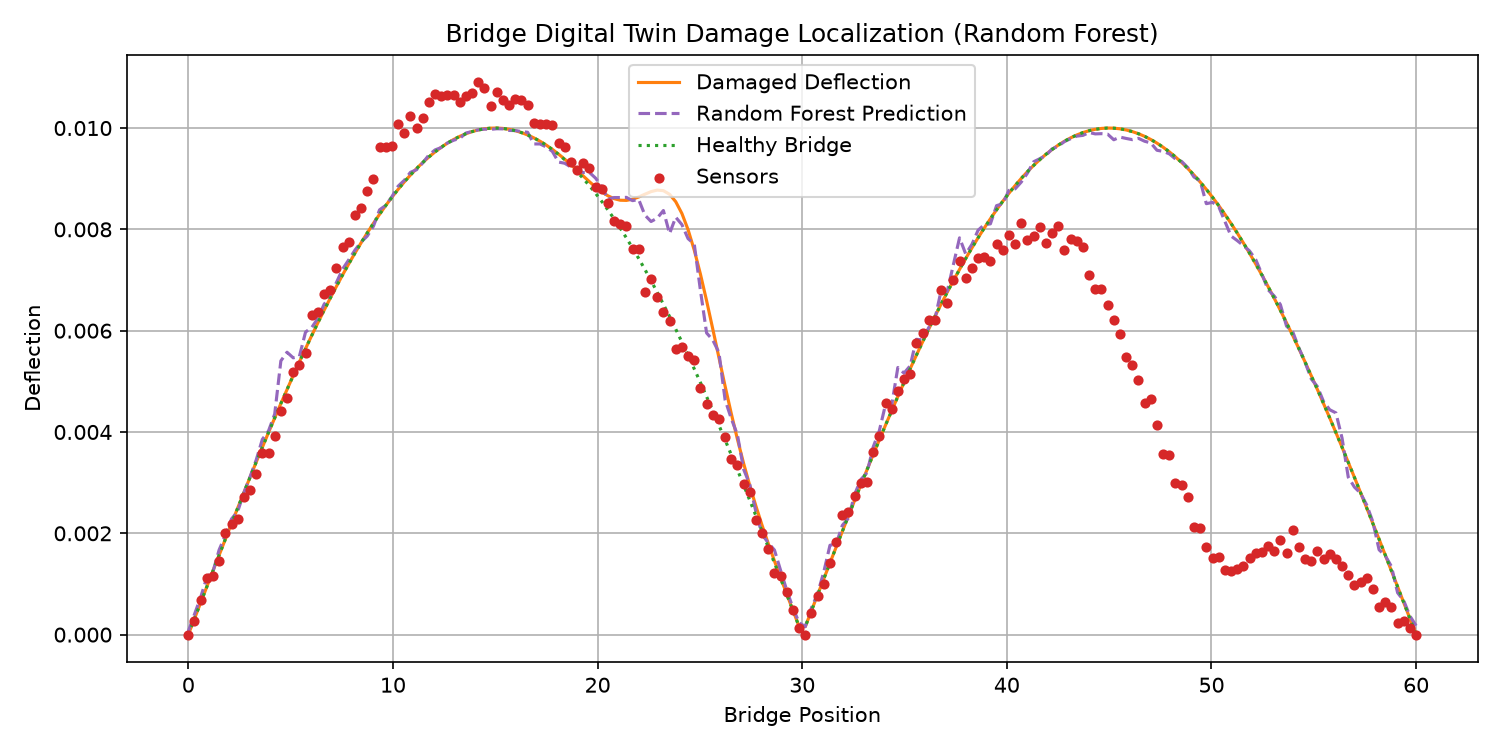 Bridge Digital Twin Damage Localization (Random Forest)
Damaged Deflection
Random Forest Prediction
Healthy Bridge
Sensors
Deflection
0.010
0.008
0.006
0.004
0.002
0.000
0 10 20 30 40 50 60
Bridge Position